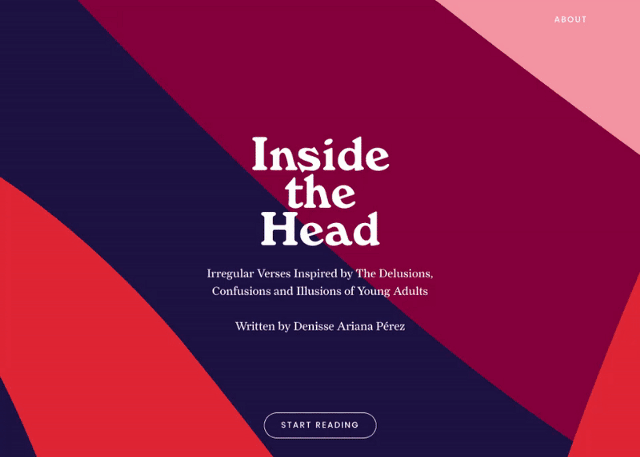 ABOUT
Inside
the
Head
Irregular Verses Inspired by The Delusions,
Confusions and Illusions of Young Adults
Written by Denisse Ariana Pérez
START READING